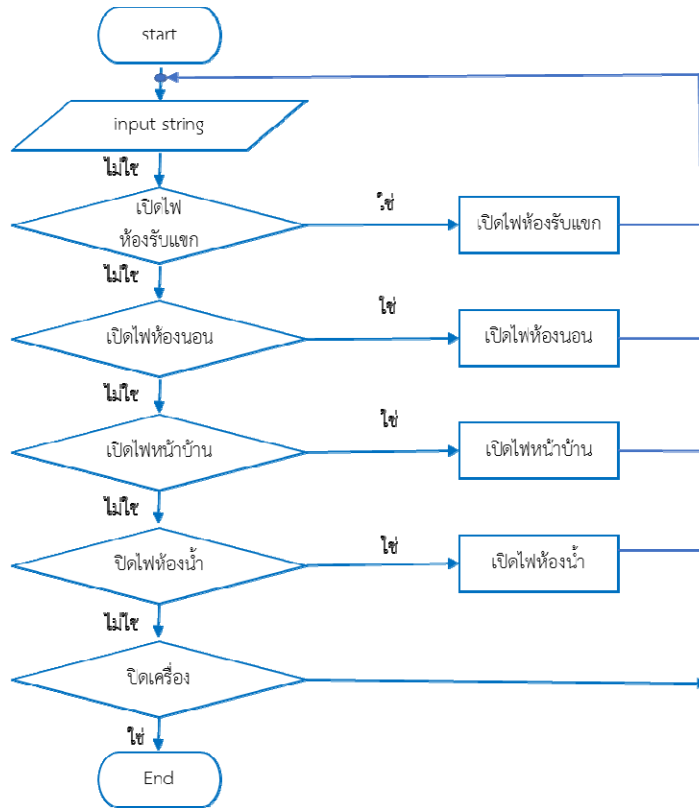 start
input string
ไม่ใช่
เปิดไฟ
ห้องรับแขก
ใช่
เปิดไฟห้องรับแขก
ไม่ใช่
เปิดไฟห้องนอน
ใช่
เปิดไฟห้องนอน
ไม่ใช่
เปิดไฟหน้าบ้าน
ใช่
เปิดไฟหน้าบ้าน
ไม่ใช่
ปิดไฟห้องน้ำ
ใช่
เปิดไฟห้องน้ำ
ไม่ใช่
ปิดเครื่อง
ใช่
End